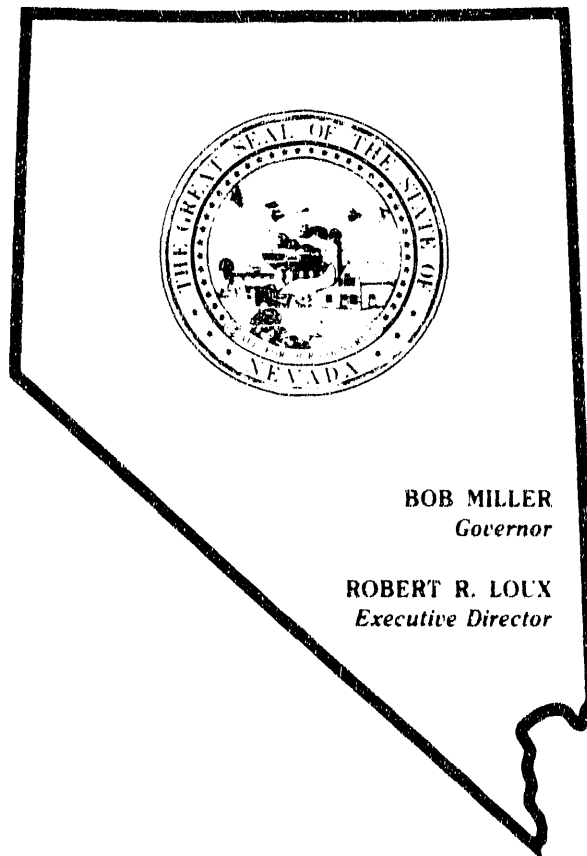 THE GREAT SEAL OF THE STATE OF
NEVADA
BOB MILLER
Governor
ROBERT R. LOUX
Executive Director